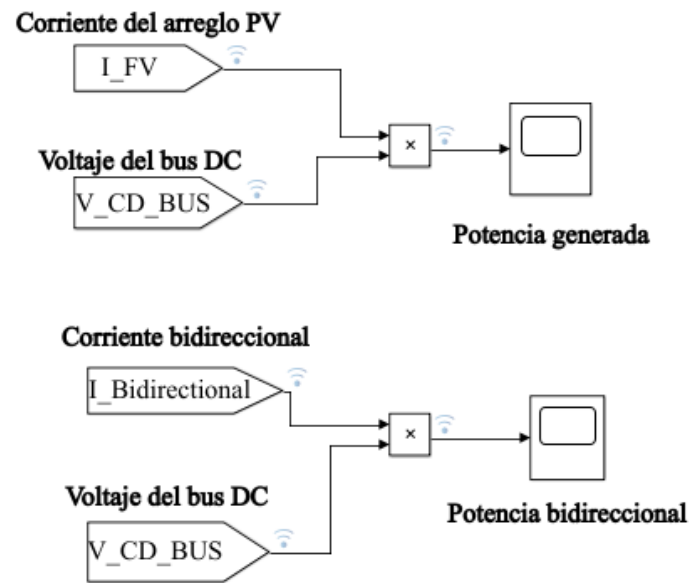 Corriente del arreglo PV
I_FV
Voltaje del bus DC
V_CD_BUS
×
Potencia generada
Corriente bidireccional
I_Bidirectional
×
Voltaje del bus DC
V_CD_BUS
Potencia bidireccional